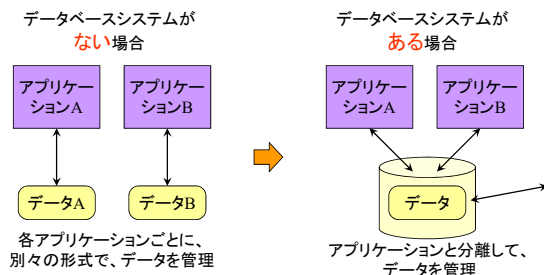 データベースシステムが
ない場合
アプリケー
ションA
アプリケー
ションB
データA
データB
各アプリケーションごとに、
別々の形式で、データを管理
データベースシステムが
ある場合
アプリケー
ションA
アプリケー
ションB
データ
アプリケーションと分離して、
データを管理